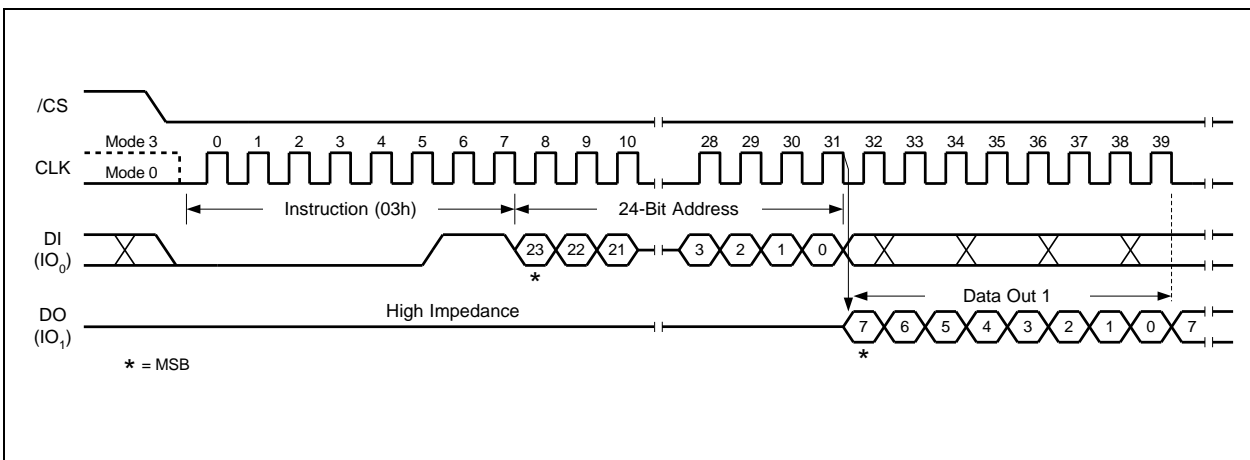 /CS
Mode 3 0 1 2 3 4 5 6 7 8 9 10 28 29 30 31 32 33 34 35 36 37 38 39
CLK
Mode 0
Instruction (03h) 24-Bit Address
DI
(IO0)
23 22 21 3 2 1 0
*
Data Out 1
High Impedance
DO
(IO1)
7 6 5 4 3 2 1 0 7
*
* = MSB